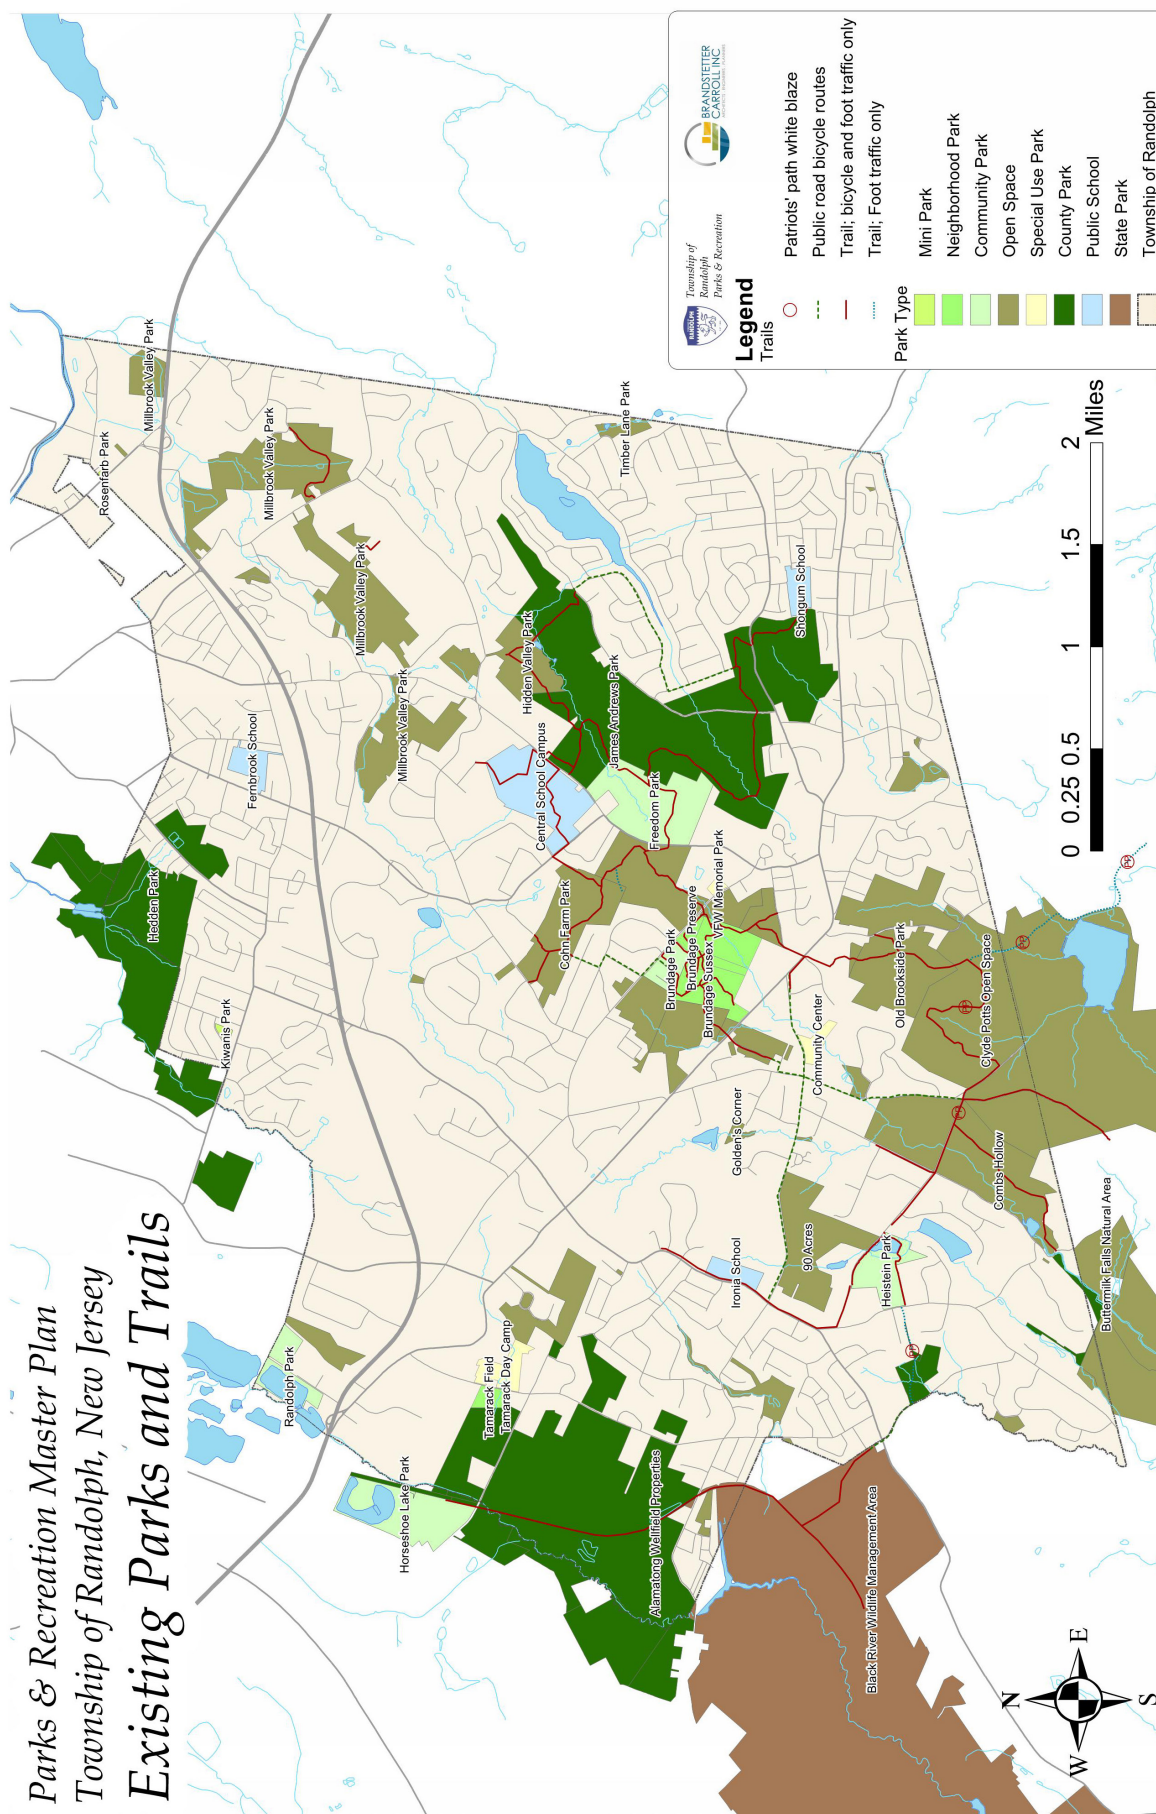 Parks & Recreation Master Plan
Township of Randolph, New Jersey
Existing Parks and Trails
Rosenfarb Park
Millbrook Valley Park
Millbrook Valley Park
Millbrook Valley Park
Millbrook Valley Park
Fernbrook School
Hedden Park
Kiwanis Park
Randolph Park
Horseshoe Lake Park
Tamarack Field
Tamarack Day Camp
Alamatong Wellfield Properties
Central School Campus
Hidden Valley Park
James Andrews Park
Freedom Park
Timber Lane Park
Shongum School
Cohn Farm Park
Brundage Park
Brundage Preserve
Brundage Sussex
VFW Memorial Park
Golden's Corner
Community Center
Ironia School
90 Acres
Heistein Park
Old Brookside Park
Clyde Potts Open Space
Combs Hollow
Buttermilk Falls Natural Area
Black River Wildlife Management Area
PP
PP
PP
PP
PP
N
W
E
S
0
0.25
0.5
1
1.5
2
Miles
RANDOLPH
Township of
Randolph
Parks & Recreation
BRANDSTETTER
CARROLL INC
Legend
Trails
Patriots' path white blaze
Public road bicycle routes
Trail; bicycle and foot traffic only
Trail; Foot traffic only
Park Type
Mini Park
Neighborhood Park
Community Park
Open Space
Special Use Park
County Park
Public School
State Park
Township of Randolph